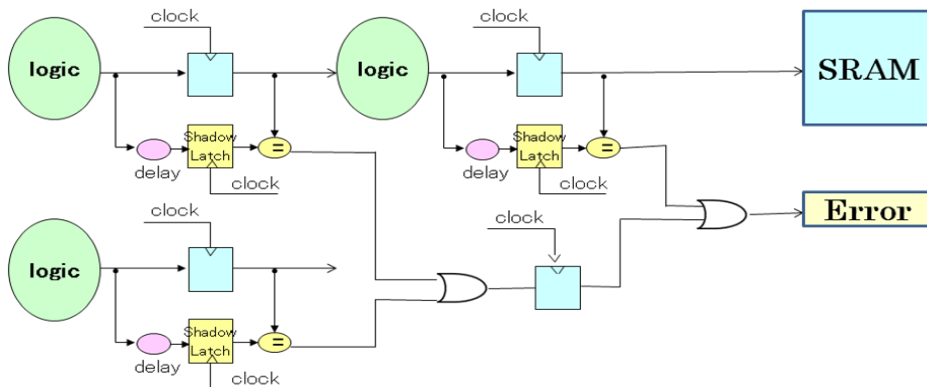 clock
clock
logic
logic
SRAM
Shadow
Latch
=
Shadow
Latch
=
delay
clock
delay
clock
clock
clock
Error
logic
Shadow
Latch
=
delay
clock